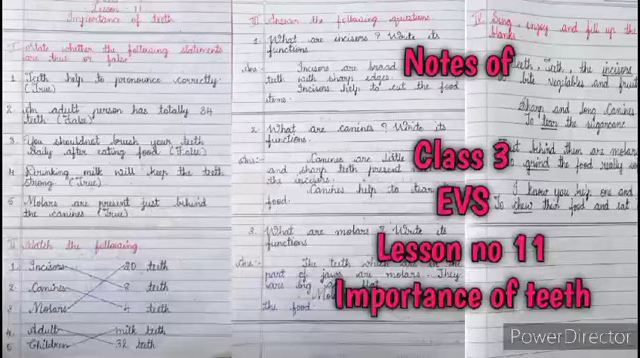 Lesson - 11
Importance of teeth
I State whether the following statements
are true or false
1 Teeth help to pronounce correctly
(True)
2 An adult person has totally 34
teeth (False)
3 You shouldn't brush your teeth
daily after eating food (False)
4 Drinking milk will keep the teeth
strong (True)
5 Molars are present just behind
the canines (True)
II Match the following
1. Incisors 20 teeth
2 Canines 8 teeth
3 Molars 4 teeth
4 Adult milk teeth
5 Children 32 teeth
III Answer the following questions
1. What are incisors? Write its
functions.
Ans: Incisors are broad
teeth with sharp edges.
Incisors help to cut the food
items.
2. What are canines? Write its
functions.
Ans:- Canines are little
and sharp teeth present
the incisors.
Canines help to
food.
3. What are molars? Write its
functions
Ans: The teeth which are
part of jaws are molars. They
are
the food.
IV Sing enjoy and fill up the
blanks
Teeth, the incisors
bite vegetables and
Sharp and long Canines
To tear the sugarcane
behind them are molars
To grind the food really
I know you help one and
To chew then food and eat
Notes of
Class 3
EVS
Lesson no 11
Importance of teeth
PowerDirector